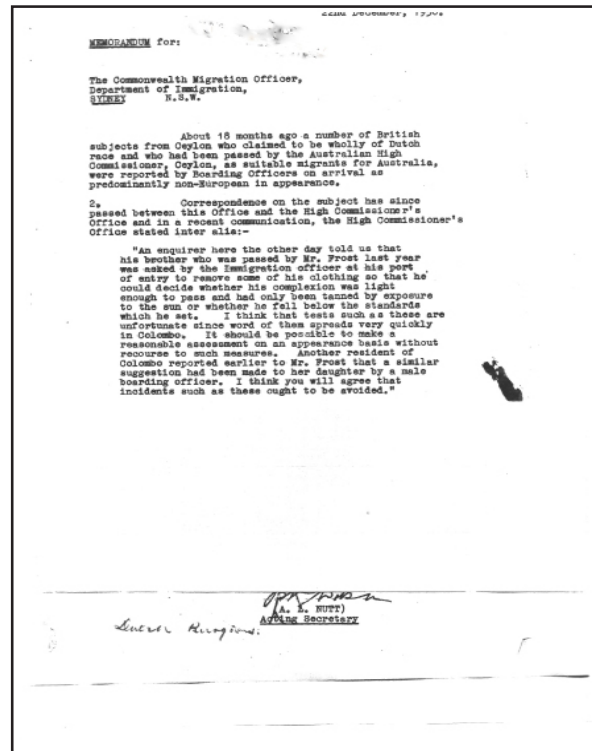 22nd December, 1950.
MEMORANDUM for:
The Commonwealth Migration Officer,
Department of Immigration,
SYDNEY N.S.W.
About 18 months ago a number of British
subjects from Ceylon who claimed to be wholly of Dutch
race and who had been passed by the Australian High
Commissioner, Ceylon, as suitable migrants for Australia,
were reported by Boarding Officers on arrival as
predominantly non-European in appearance.
2. Correspondence on the subject has since
passed between this Office and the High Commissioner's
Office and in a recent communication, the High Commissioner's
Office stated inter alia:-
"An enquirer here the other day told us that
his brother who was passed by Mr. Frost last year
was asked by the Immigration officer at his port
of entry to remove some of his clothing so that he
could decide whether his complexion was light
enough to pass and had only been tanned by exposure
to the sun or whether he fell below the standards
which he set. I think that tests such as these are
unfortunate since word of them spreads very quickly
in Colombo. It should be possible to make a
reasonable assessment on an appearance basis without
recourse to such measures. Another resident of
Colombo reported earlier to Mr. Frost that a similar
suggestion had been made to her daughter by a male
boarding officer. I think you will agree that
incidents such as these ought to be avoided."
(A. L. NUTT)
Acting Secretary